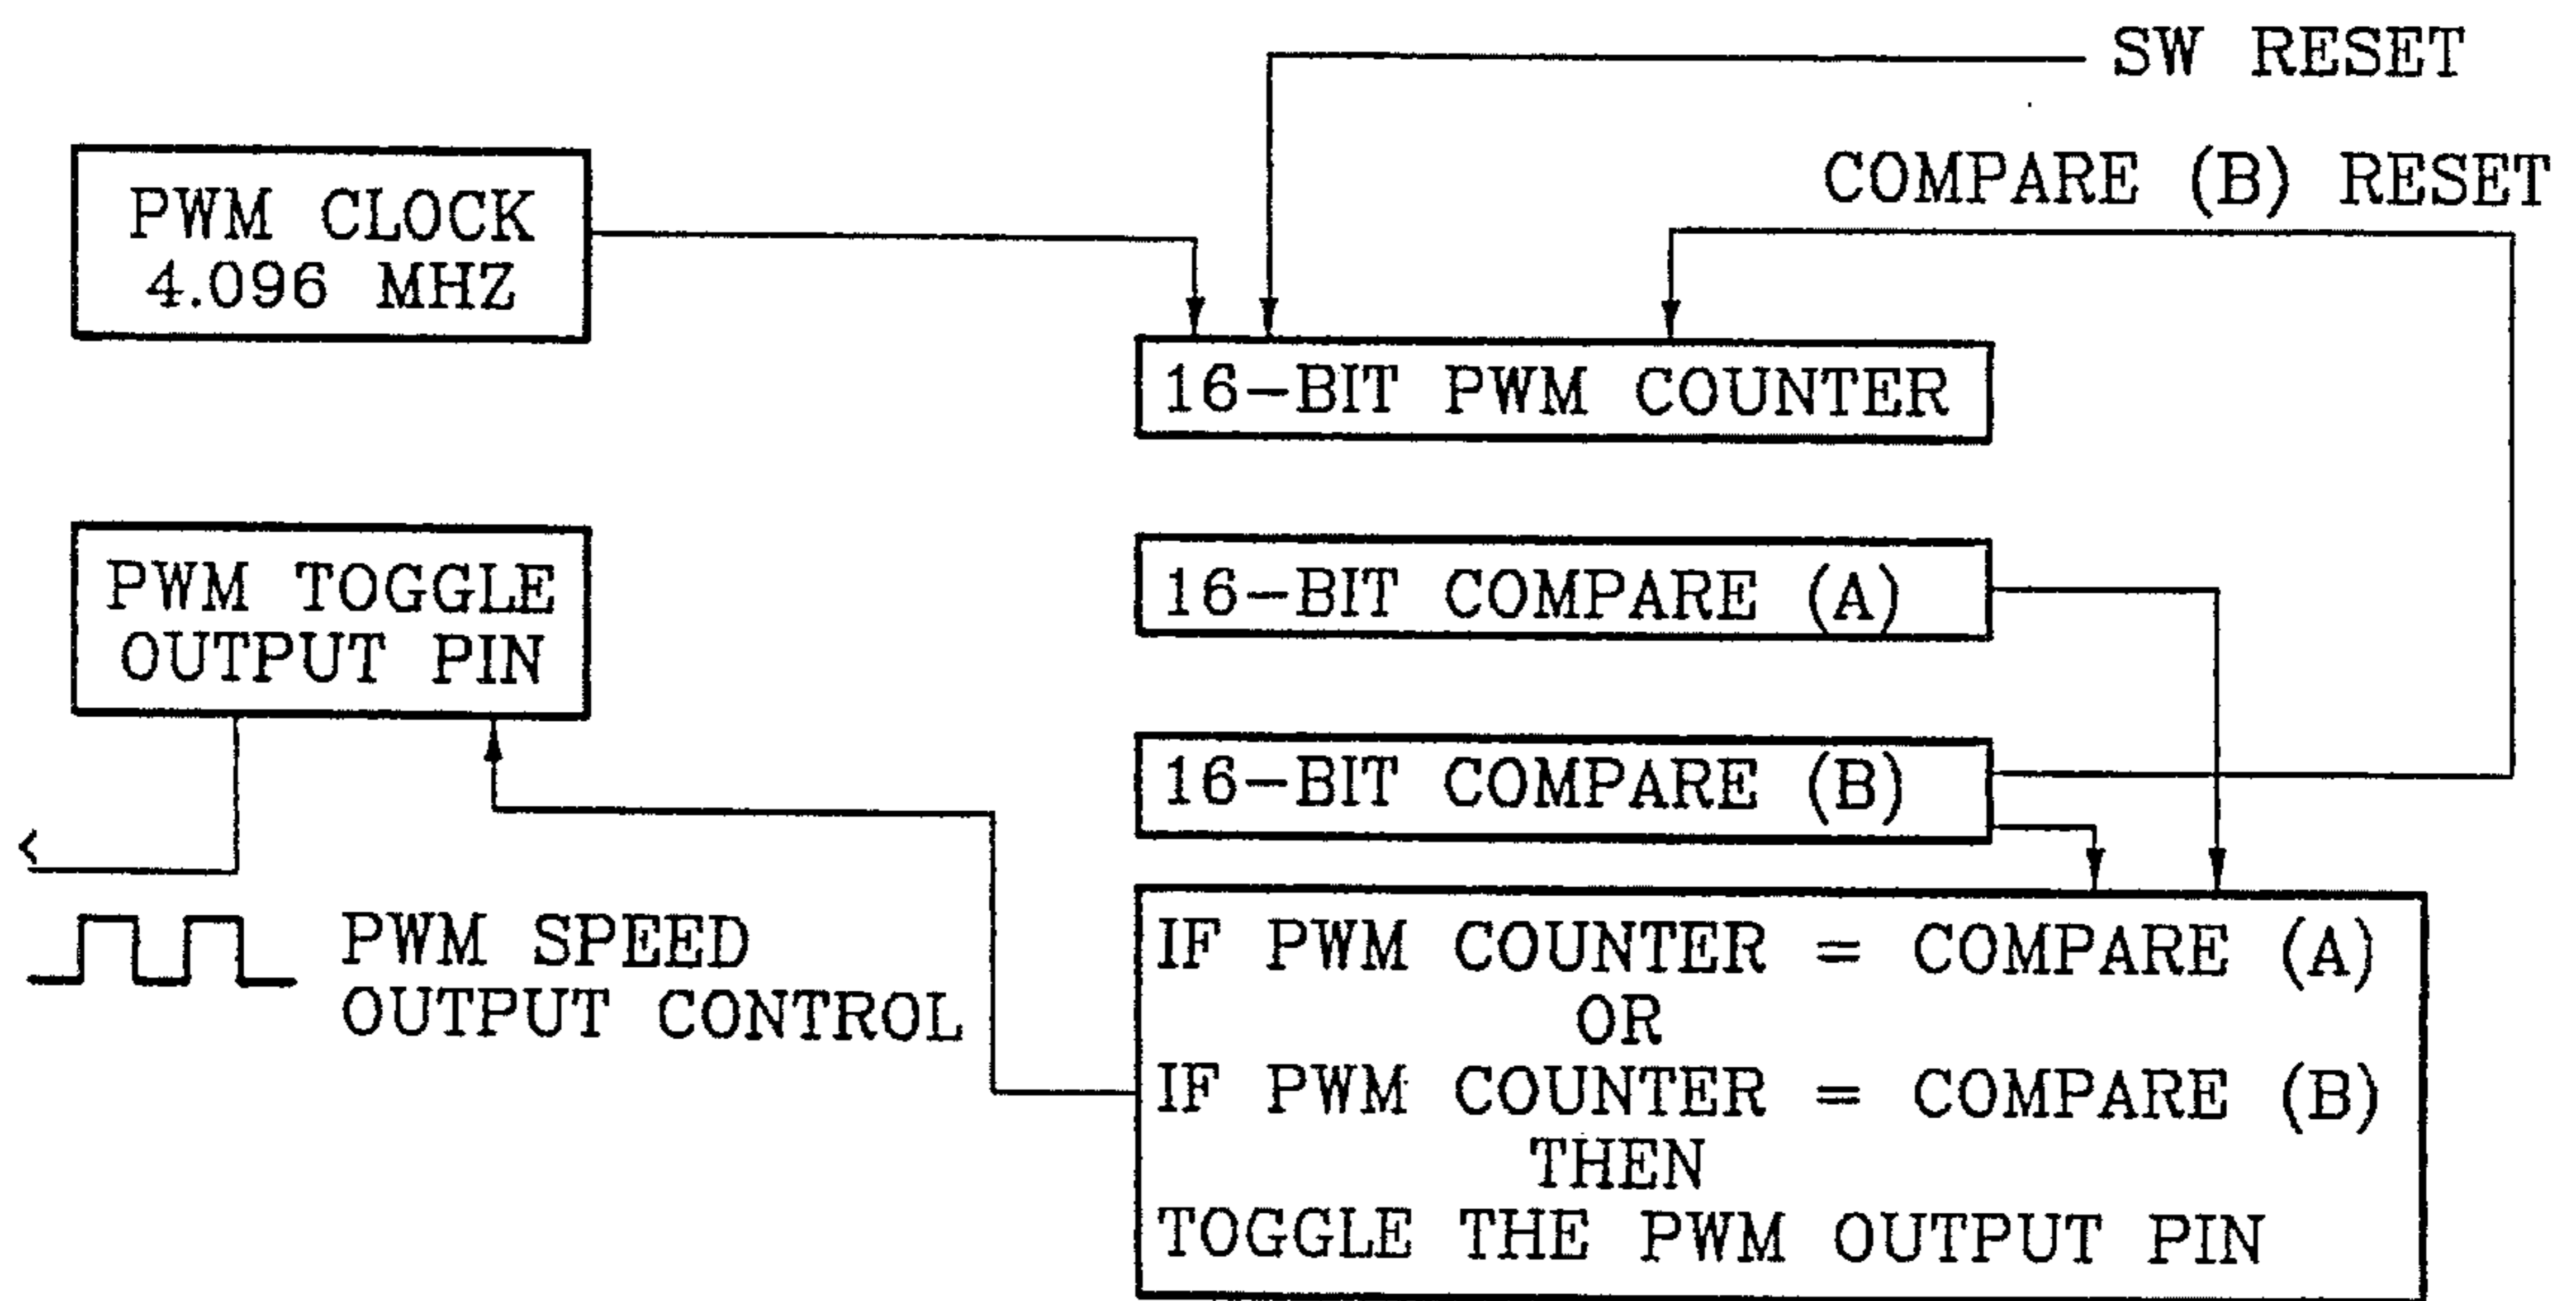 SW RESET
COMPARE (B) RESET
PWM CLOCK
4.096 MHZ
16-BIT PWM COUNTER
PWM TOGGLE
OUTPUT PIN
16-BIT COMPARE (A)
16-BIT COMPARE (B)
PWM SPEED
OUTPUT CONTROL
IF PWM COUNTER = COMPARE (A)
OR
IF PWM COUNTER = COMPARE (B)
THEN
TOGGLE THE PWM OUTPUT PIN